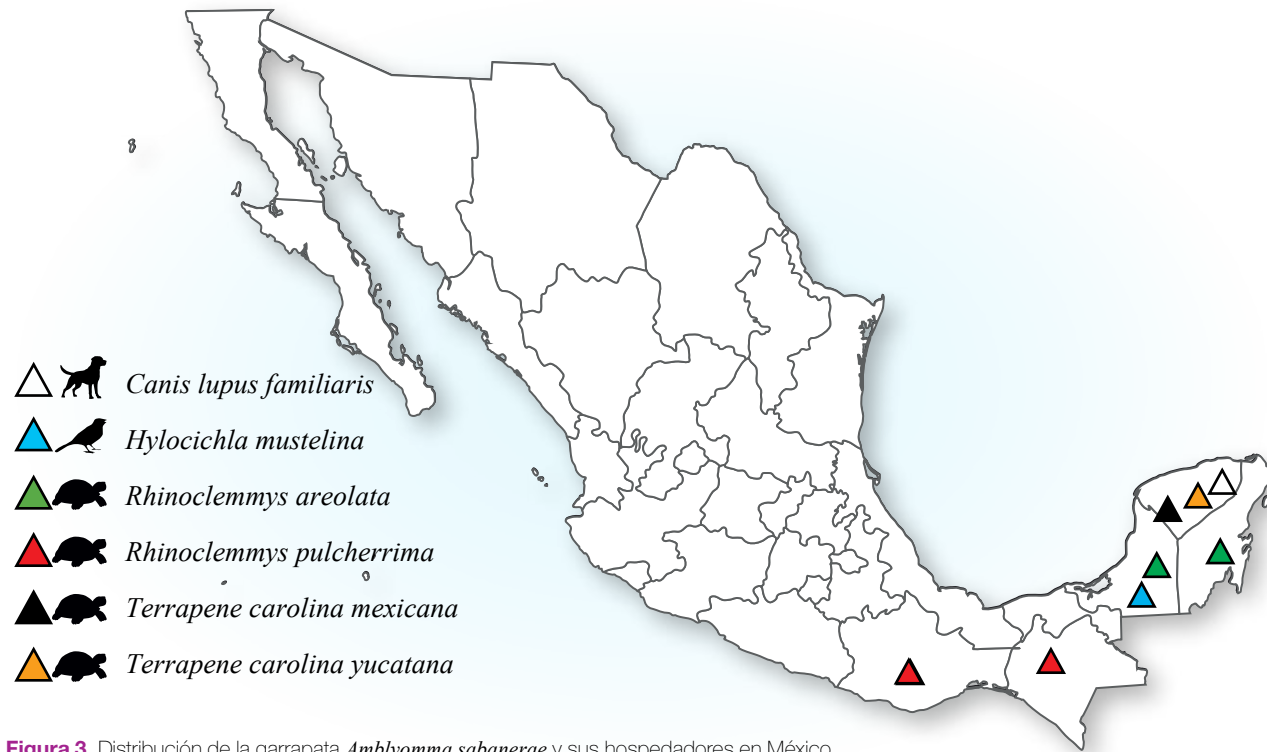 Canis lupus familiaris
Hylocichla mustelina
Rhinoclemmys areolata
Rhinoclemmys pulcherrima
Terrapene carolina mexicana
Terrapene carolina yucatana
Figura 3. Distribución de la garrapata Amblyomma sabanerae y sus hospedadores en México.